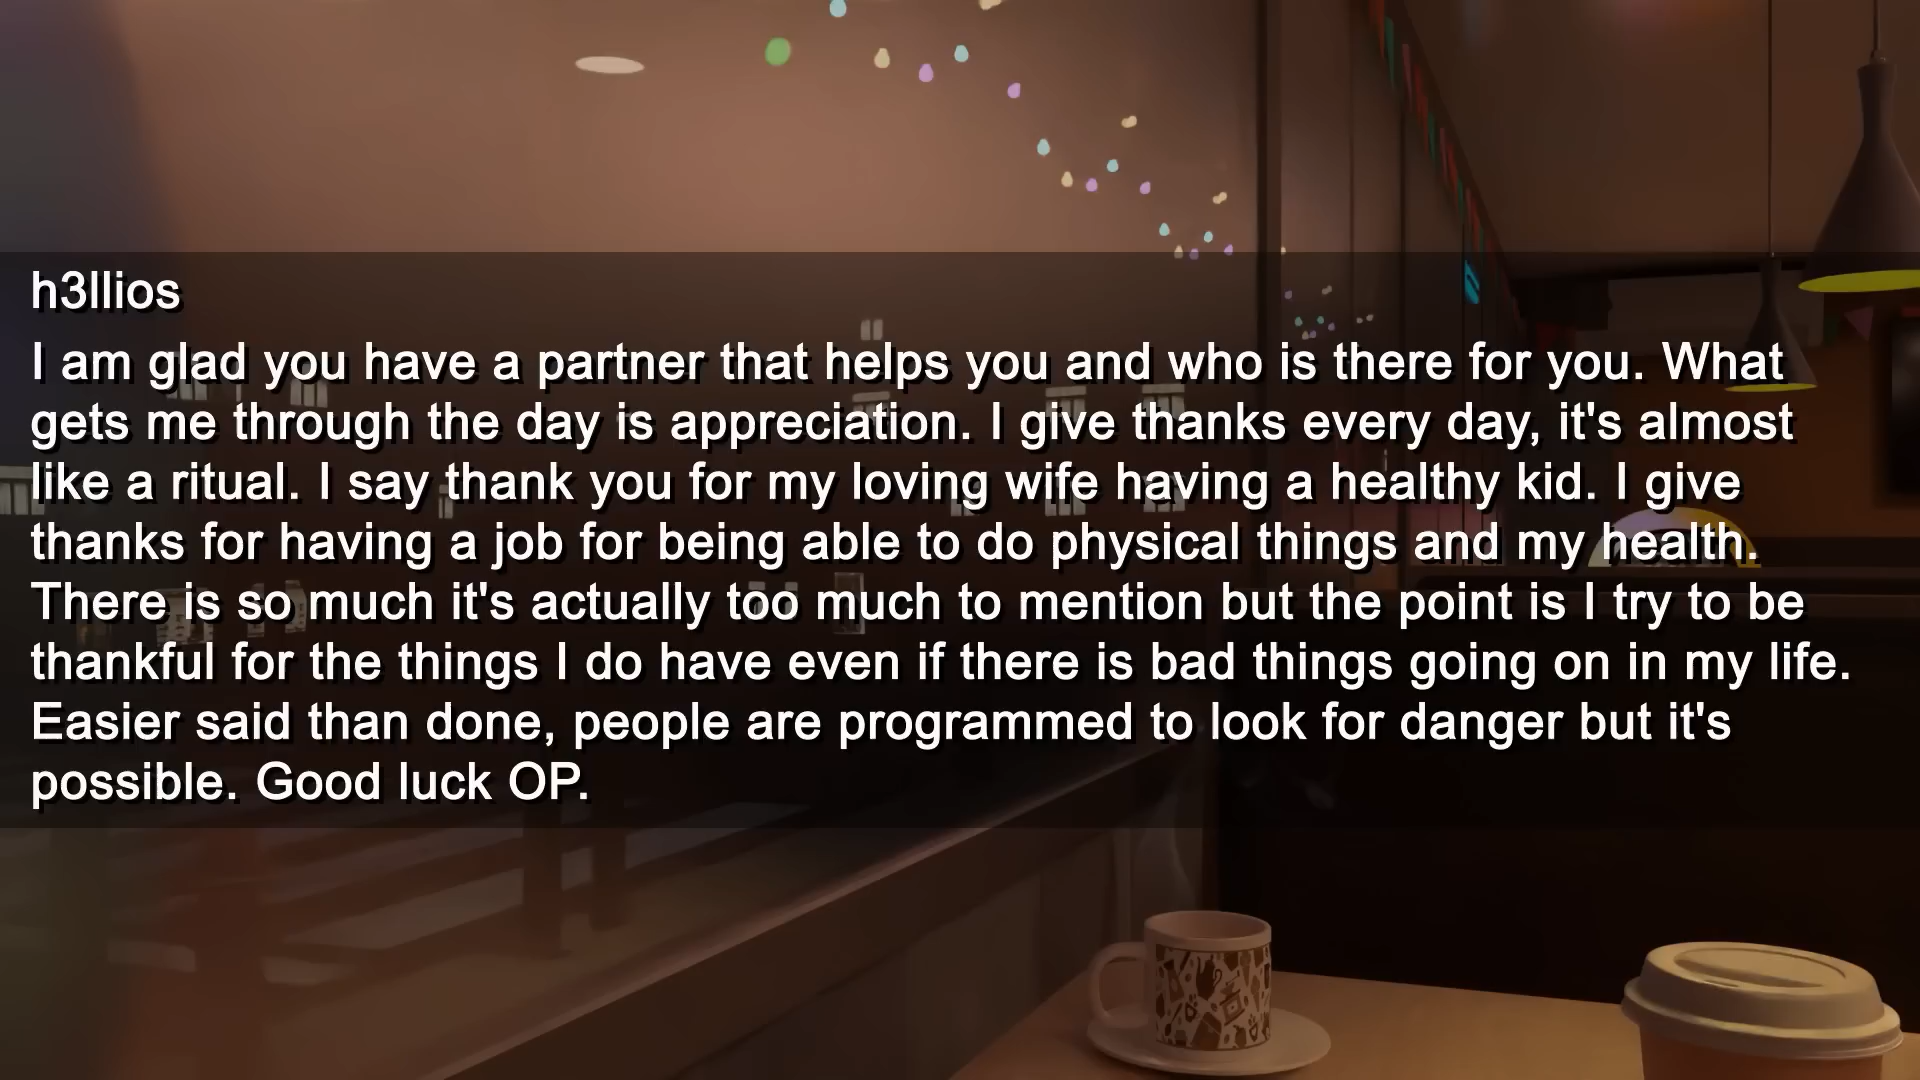 h3llios
I am glad you have a partner that helps you and who is there for you. What
gets me through the day is appreciation. I give thanks every day, it's almost
like a ritual. I say thank you for my loving wife having a healthy kid. I give
thanks for having a job for being able to do physical things and my health.
There is so much it's actually too much to mention but the point is I try to be
thankful for the things I do have even if there is bad things going on in my life.
Easier said than done, people are programmed to look for danger but it's
possible. Good luck OP.